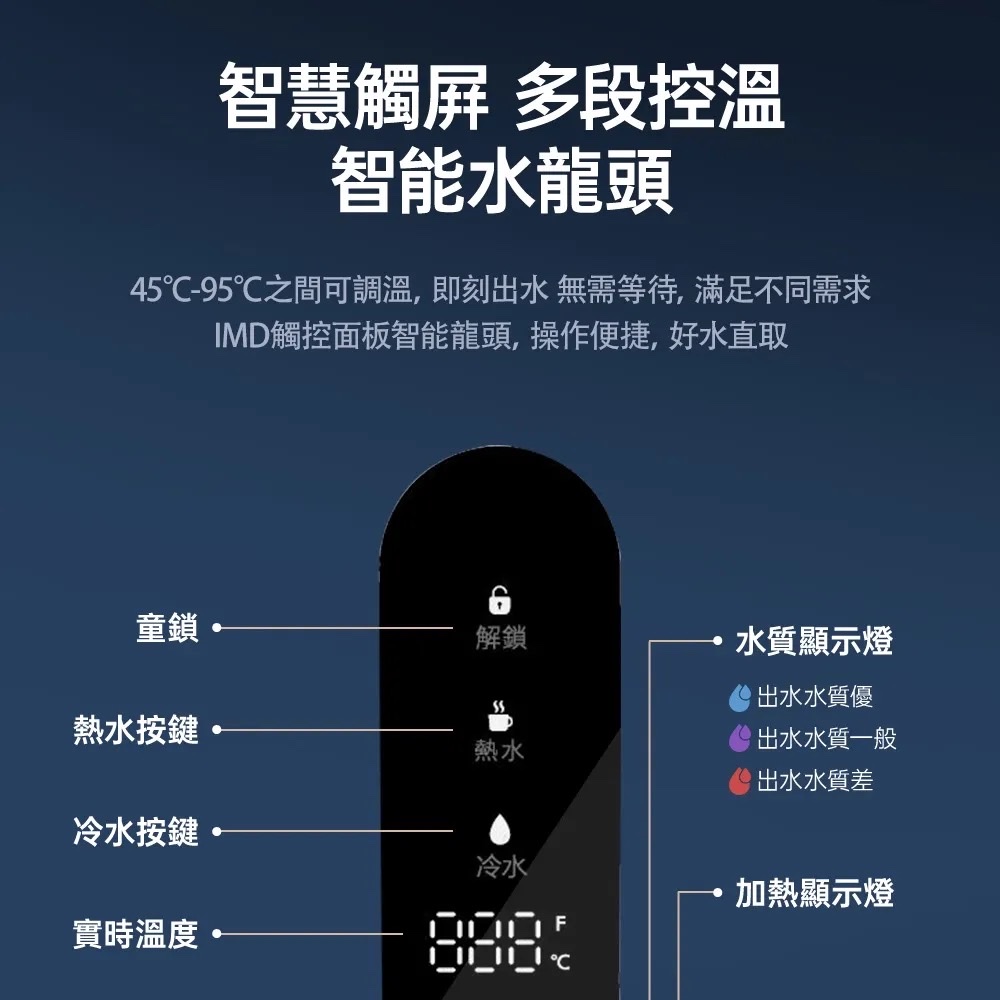 智慧觸屏 多段控溫
智能水龍頭
45℃-95℃之間可調溫, 即刻出水 無需等待, 滿足不同需求
IMD觸控面板智能龍頭, 操作便捷, 好水直取
童鎖
解鎖
熱水按鍵
熱水
冷水按鍵
冷水
實時溫度
888
F
℃
水質顯示燈
出水水質優
出水水質一般
出水水質差
加熱顯示燈